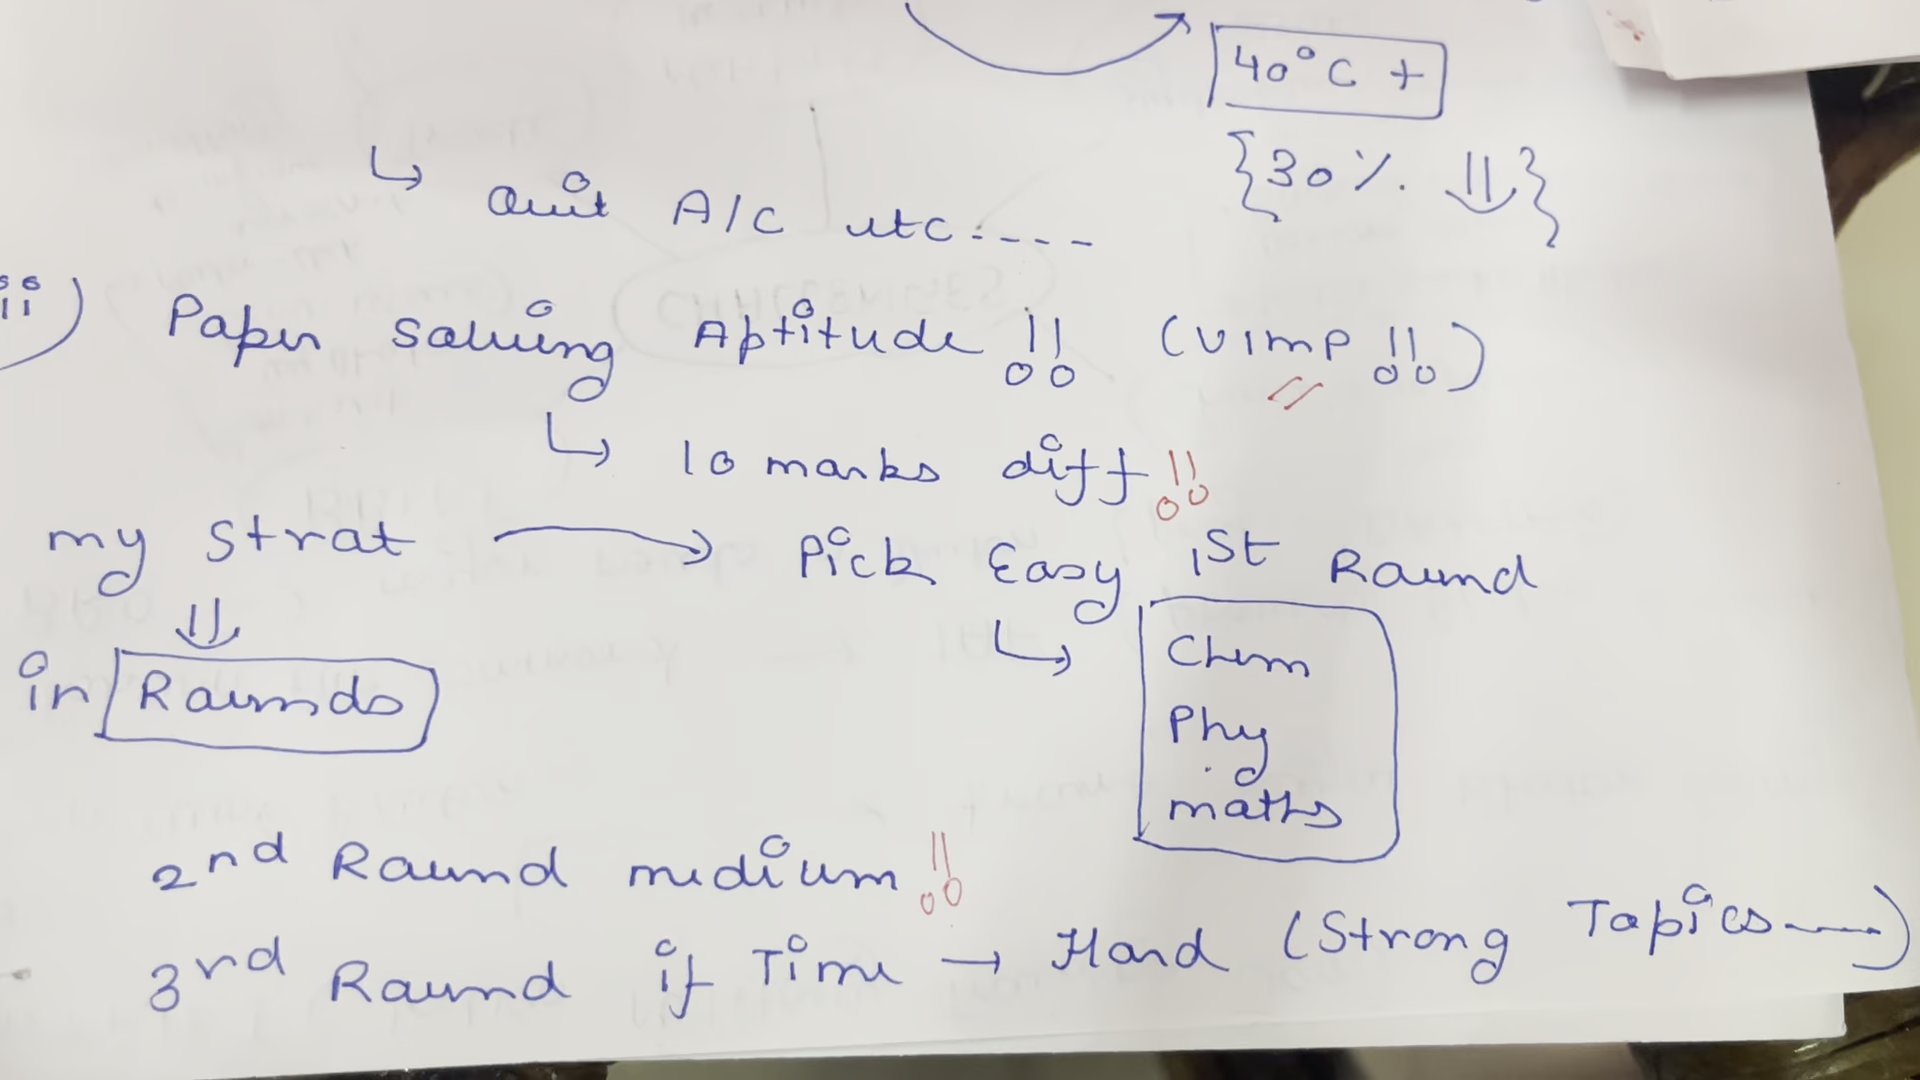 40°C +
{30%. ⇓}
↳ Quit A/C etc.----
ii) Paper Solving Aptitude !! (VIMP !!)
↳ 10 marks diff !!
my strat → Pick Easy 1st Round
⇓ ↳ Chem
in Rounds Phy
maths
2nd Round medium !!
3rd Round if Time → Hard (Strong Topics----)